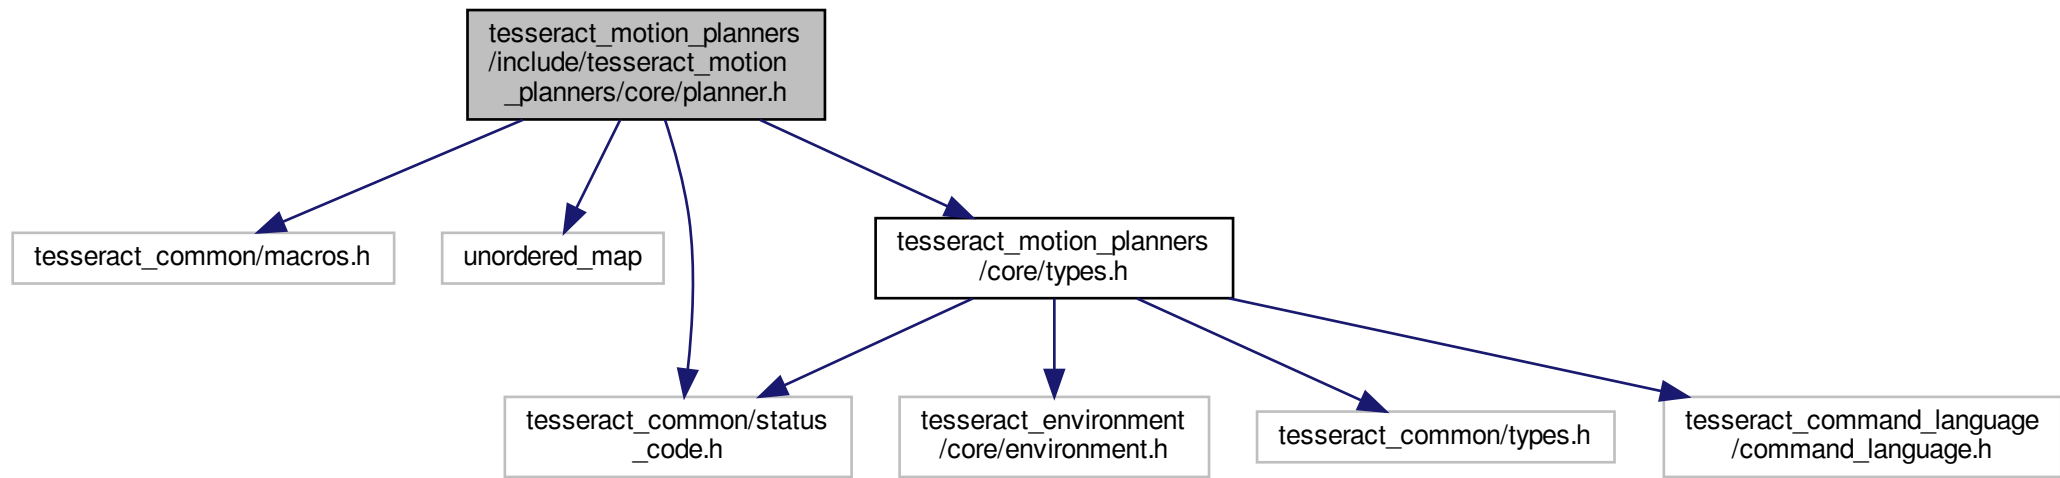 tesseract_motion_planners
/include/tesseract_motion
_planners/core/planner.h
tesseract_common/macros.h
unordered_map
tesseract_motion_planners
/core/types.h
tesseract_common/status
_code.h
tesseract_environment
/core/environment.h
tesseract_common/types.h
tesseract_command_language
/command_language.h